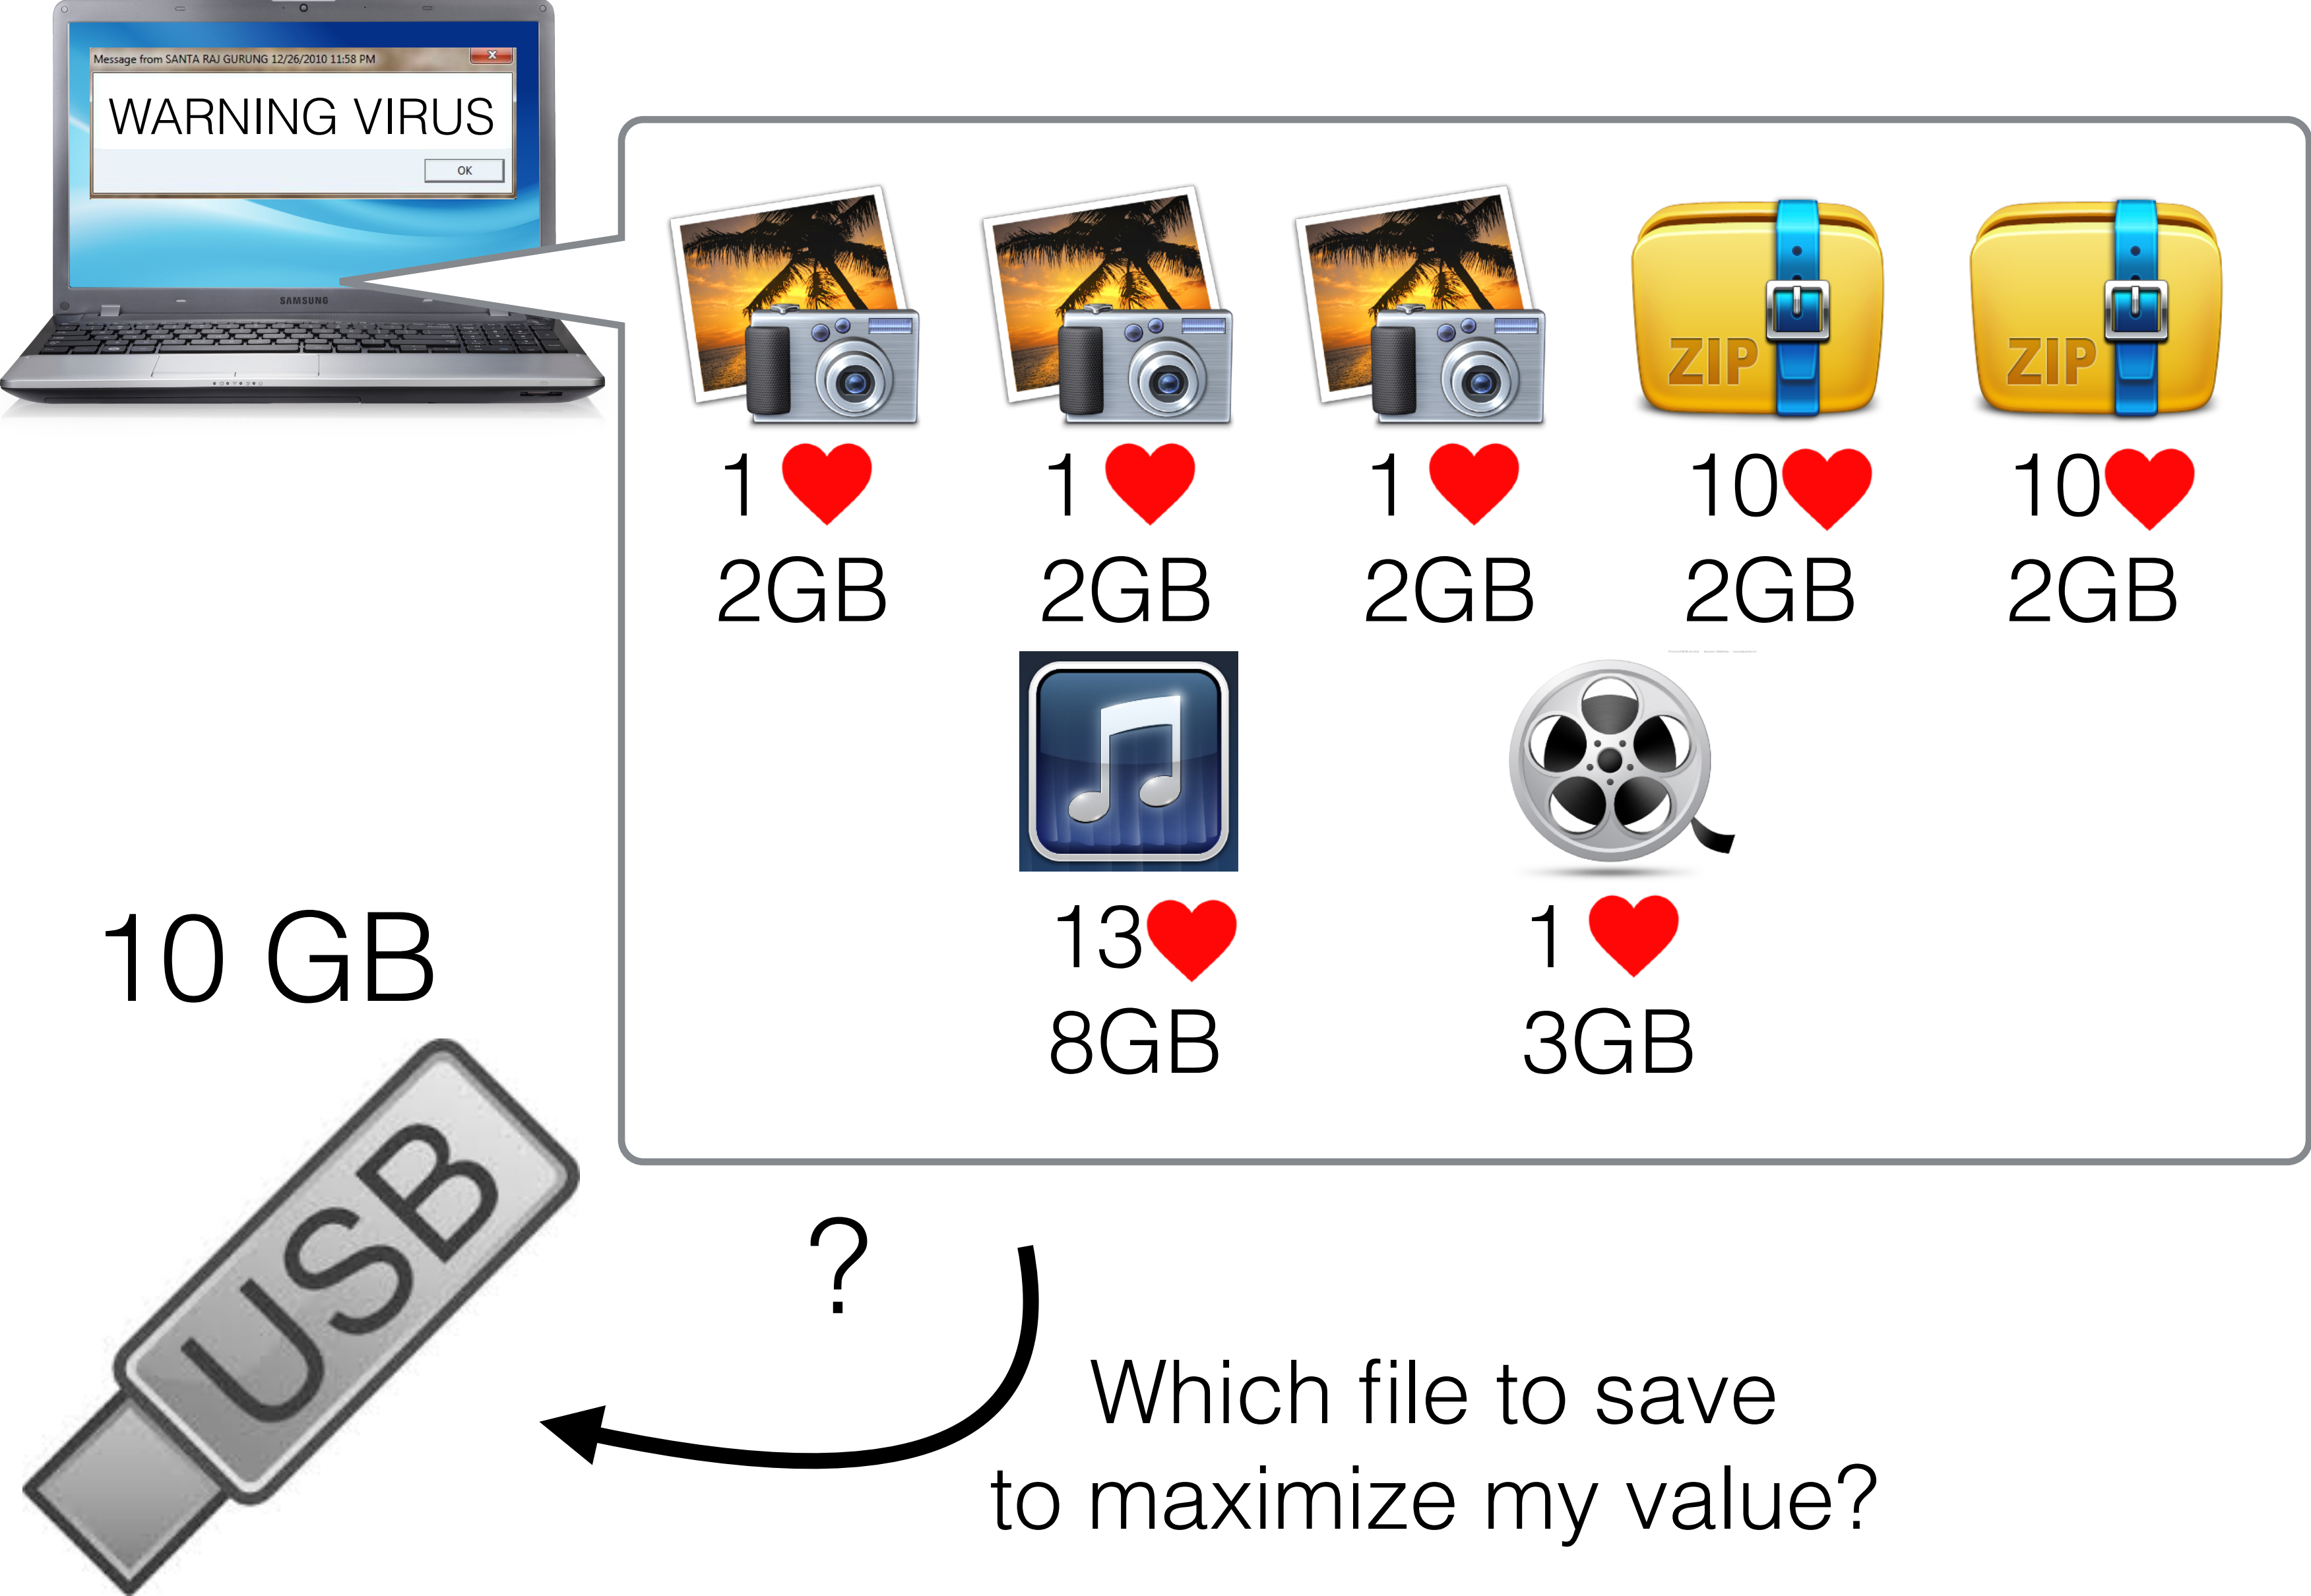 Message from SANTA RAJ GURUNG 12/26/2010 11:58 PM
WARNING VIRUS
OK
SAMSUNG
ZIP ZIP
1 1 1 10 10
2GB 2GB 2GB 2GB 2GB
13 1
8GB 3GB
10 GB
USB
?
Which file to save
to maximize my value?